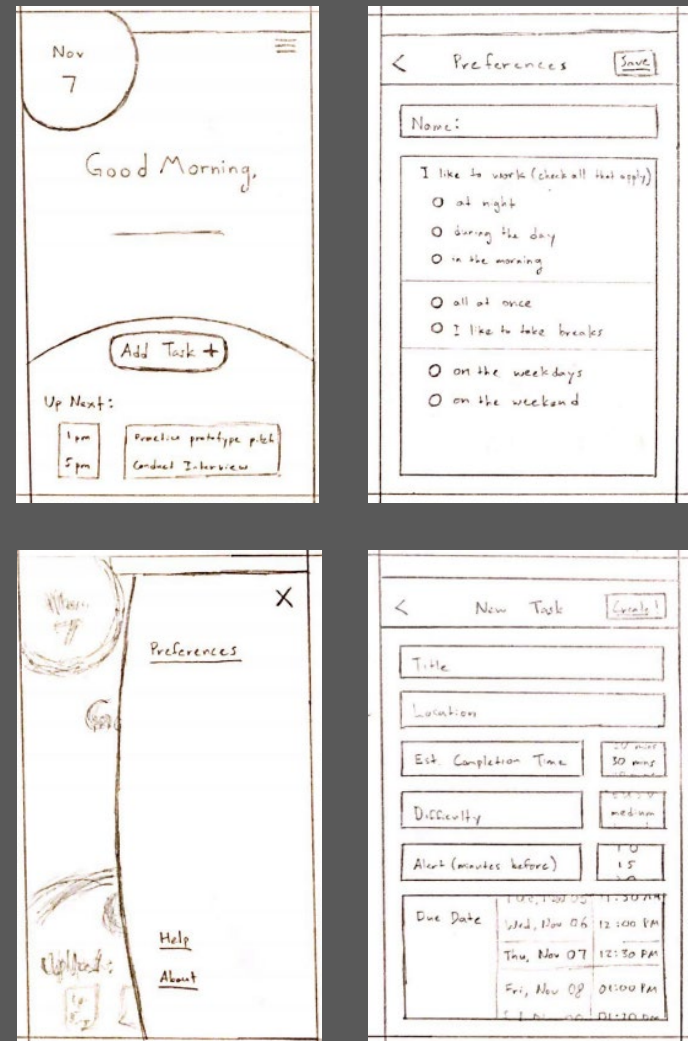 Nov
7
Good Morning,
Add Task +
Up Next:
1 pm
5 pm
Practice prototype pitch
Conduct Interview
< Preferences Save
Name:
I like to work (check all that apply)
at night
during the day
in the morning
all at once
I like to take breaks
on the weekdays
on the weekend
X
Preferences
Help
About
< New Task Create!
Title
Location
Est. Completion Time
30 mins
Difficulty
medium
Alert (minutes before)
15
Due Date
Wed, Nov 06 12:00 PM
Thu, Nov 07 12:30 PM
Fri, Nov 08 01:00 PM